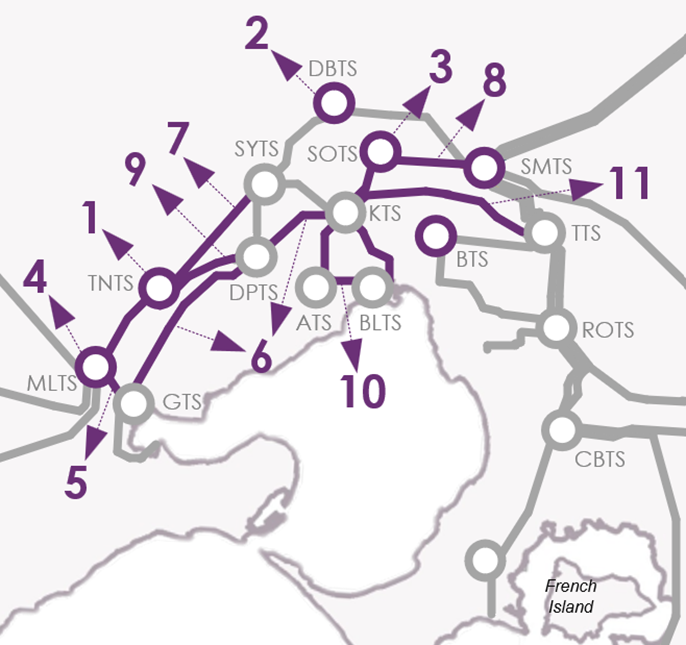 2
DBTS
3
8
7
SYTS
SOTS
SMTS
9
11
1
KTS
TTS
BTS
TNTS
DPTS
4
ATS
BLTS
6
ROTS
MLTS
10
GTS
5
CBTS
French
Island